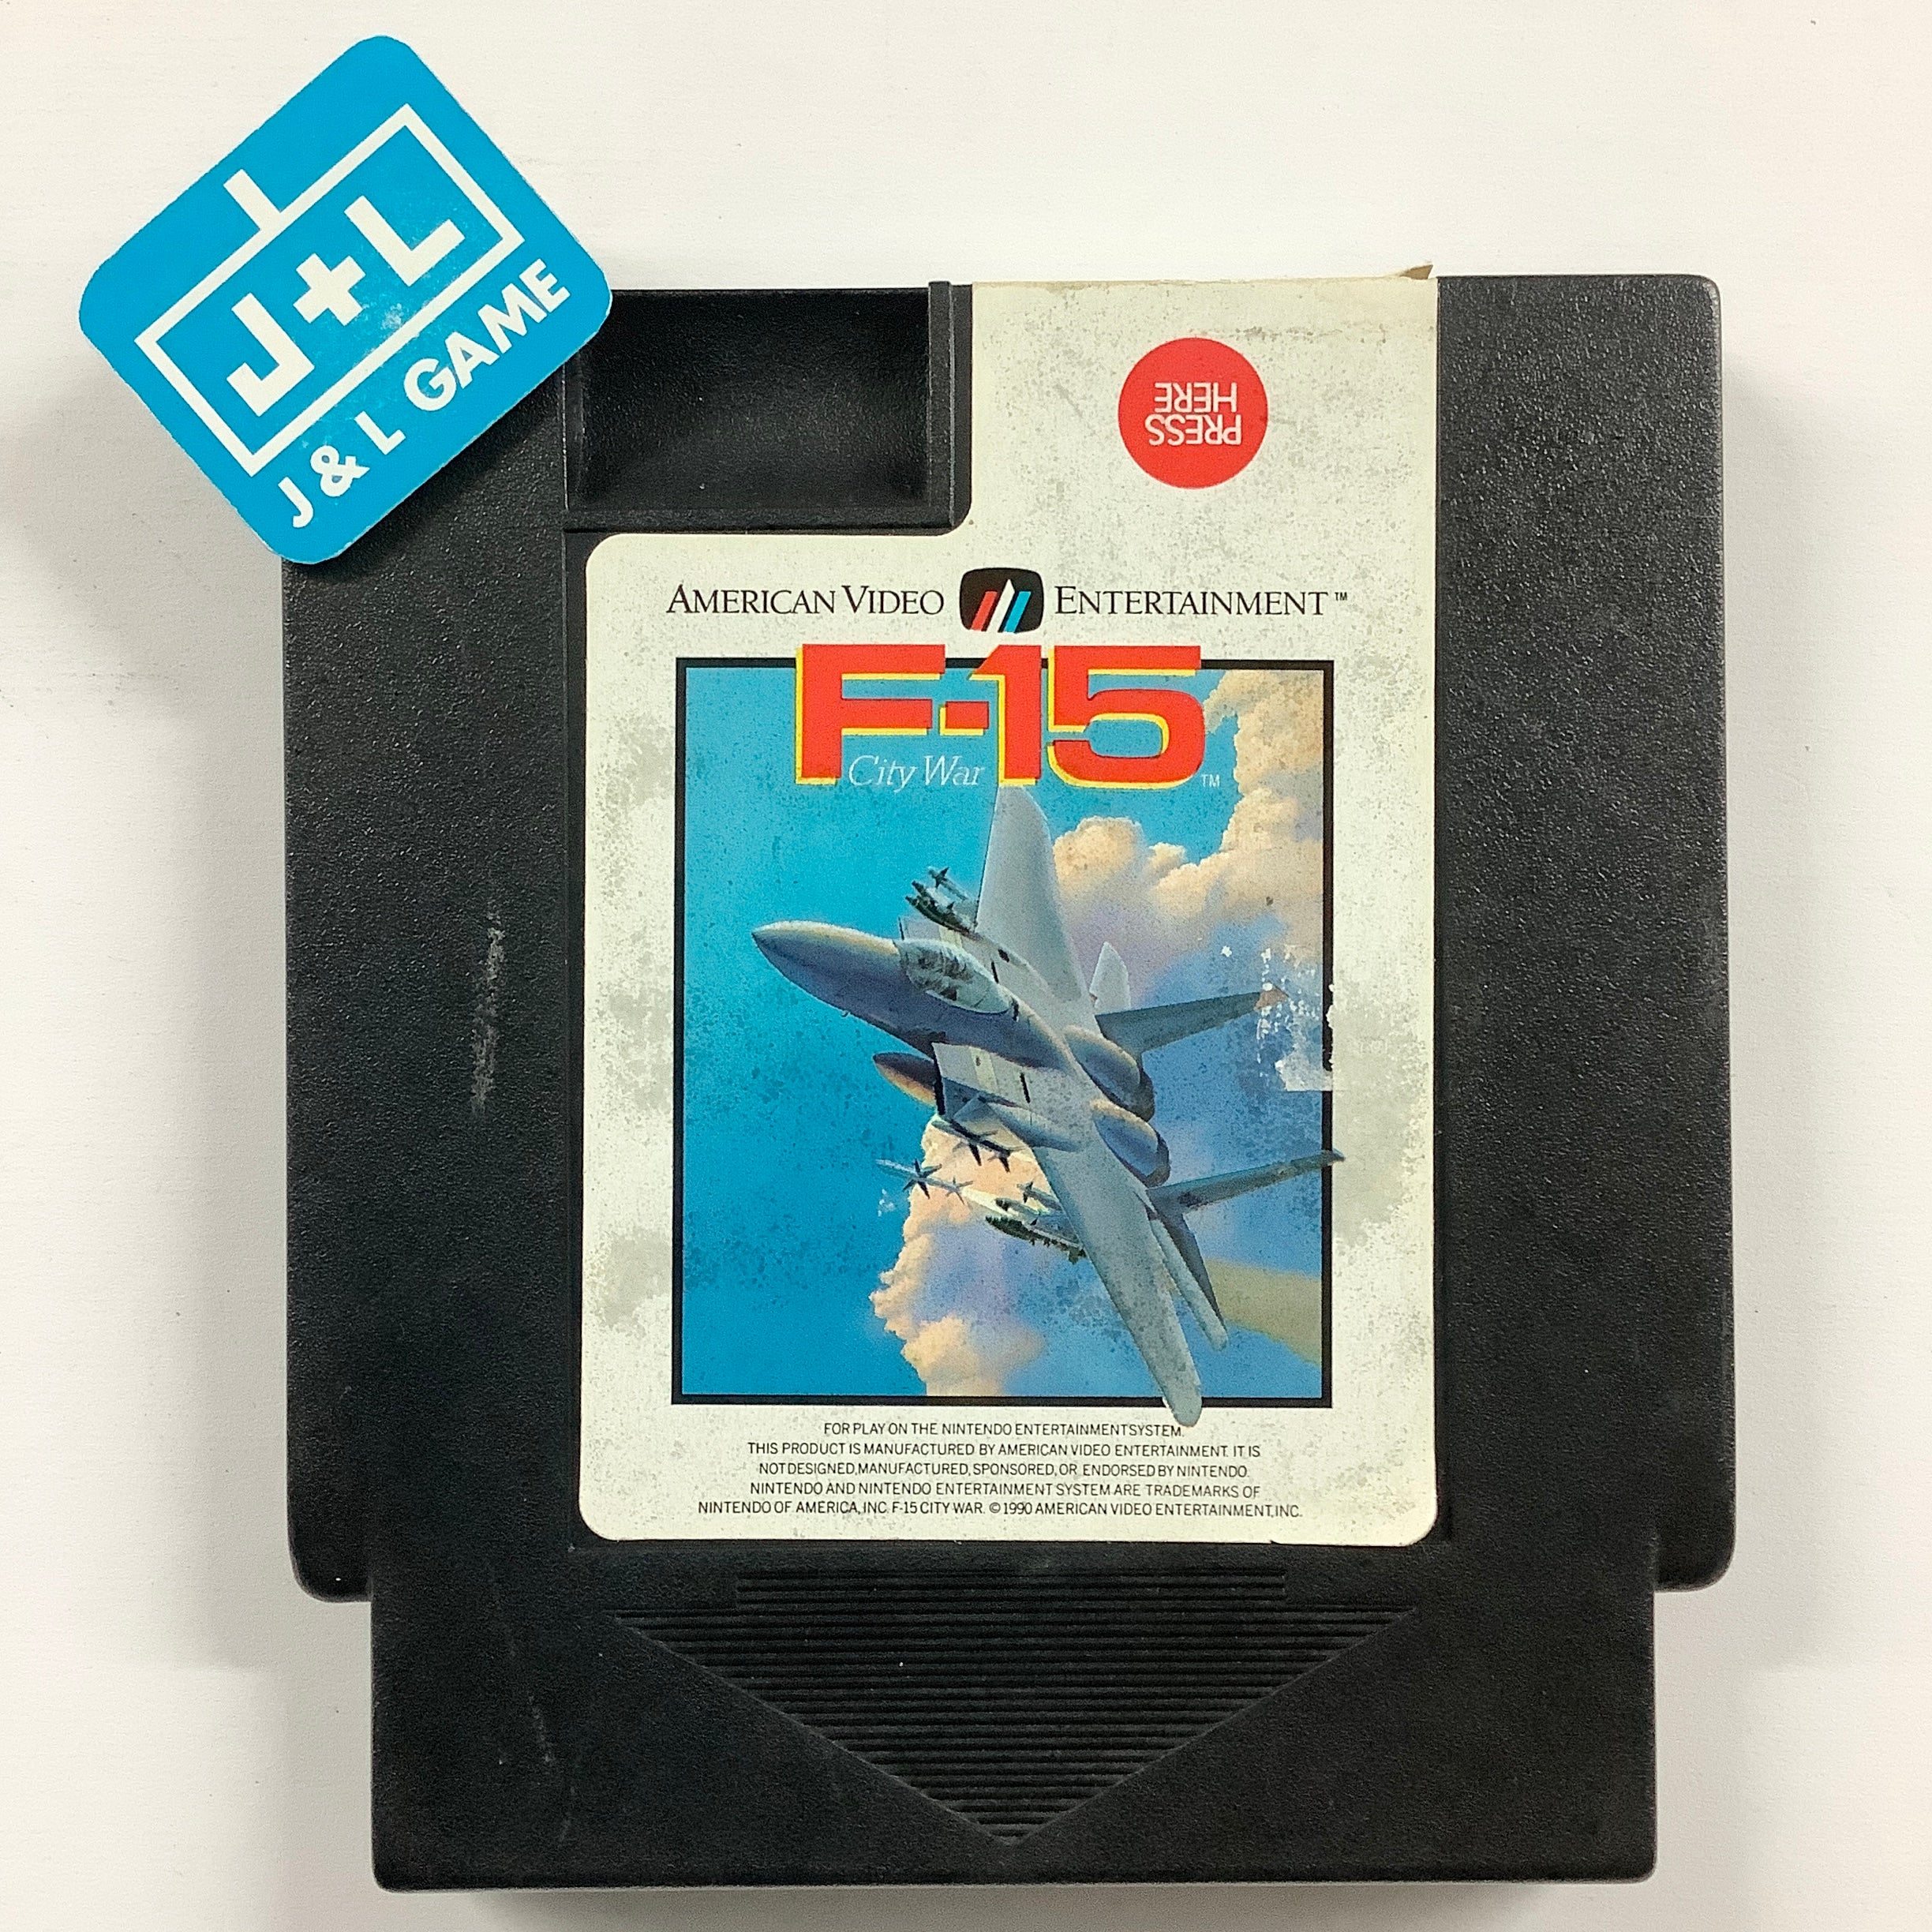 J+L
J & L GAME
PRESS
HERE
AMERICAN VIDEO ENTERTAINMENT™
F-15
City War
TM
FOR PLAY ON THE NINTENDO ENTERTAINMENT SYSTEM.
THIS PRODUCT IS MANUFACTURED BY AMERICAN VIDEO ENTERTAINMENT. IT IS
NOT DESIGNED, MANUFACTURED, SPONSORED, OR ENDORSED BY NINTENDO.
NINTENDO AND NINTENDO ENTERTAINMENT SYSTEM ARE TRADEMARKS OF
NINTENDO OF AMERICA, INC. F-15 CITY WAR. ©1990 AMERICAN VIDEO ENTERTAINMENT, INC.